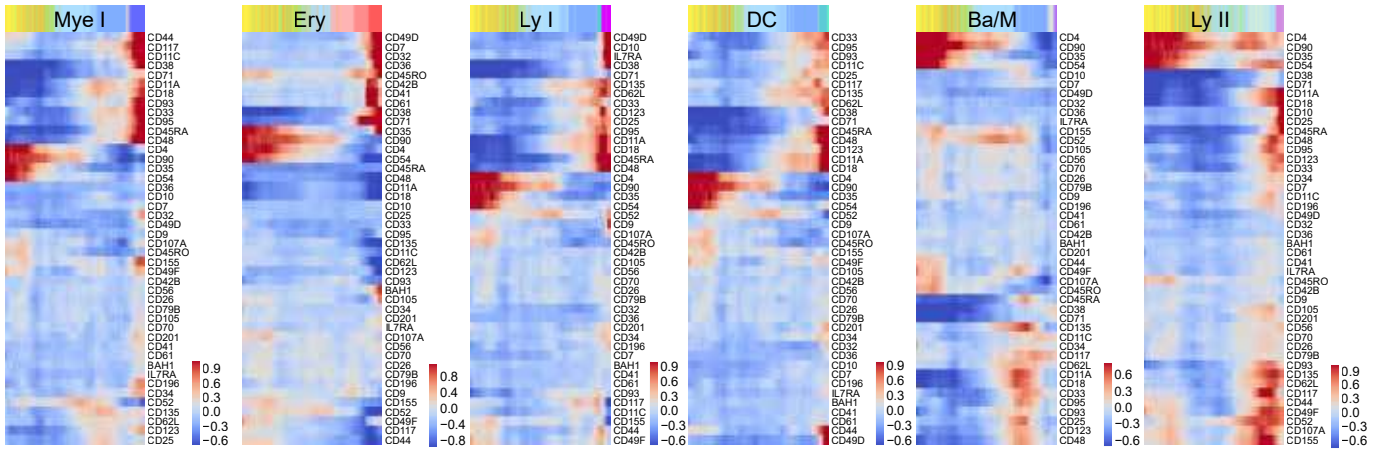 Mye I
CD44
CD117
CD11C
CD38
CD71
CD11A
CD18
CD93
CD33
CD95
CD45RA
CD48
CD4
CD90
CD35
CD54
CD36
CD10
CD7
CD32
CD49D
CD9
CD107A
CD45RO
CD155
CD49F
CD42B
CD56
CD26
CD79B
CD105
CD70
CD201
CD41
CD61
BAH1
IL7RA
CD196
CD34
CD52
CD135
CD62L
CD123
CD25
0.9
0.6
0.3
0.0
−0.3
−0.6
Ery
CD49D
CD7
CD32
CD36
CD45RO
CD42B
CD41
CD61
CD38
CD71
CD35
CD90
CD4
CD54
CD45RA
CD48
CD11A
CD18
CD10
CD25
CD33
CD95
CD135
CD11C
CD62L
CD123
CD93
BAH1
CD105
CD34
CD201
IL7RA
CD107A
CD56
CD70
CD26
CD79B
CD196
CD9
CD155
CD52
CD49F
CD117
CD44
0.8
0.4
0.0
−0.4
−0.8
Ly I
CD49D
CD10
IL7RA
CD38
CD71
CD135
CD62L
CD33
CD123
CD25
CD95
CD11A
CD18
CD45RA
CD48
CD4
CD90
CD35
CD54
CD52
CD9
CD107A
CD45RO
CD42B
CD105
CD56
CD70
CD26
CD79B
CD32
CD36
CD201
CD34
CD196
CD7
BAH1
CD41
CD61
CD93
CD117
CD11C
CD155
CD44
CD49F
0.9
0.6
0.3
0.0
−0.3
−0.6
DC
CD33
CD95
CD93
CD11C
CD25
CD117
CD135
CD62L
CD38
CD71
CD45RA
CD48
CD123
CD11A
CD18
CD4
CD90
CD35
CD54
CD52
CD9
CD107A
CD45RO
CD155
CD49F
CD105
CD42B
CD56
CD70
CD26
CD79B
CD201
CD34
CD32
CD36
CD10
CD7
CD196
IL7RA
BAH1
CD41
CD61
CD44
CD49D
0.9
0.6
0.3
0.0
−0.3
−0.6
Ba/M
CD4
CD90
CD35
CD54
CD10
CD7
CD49D
CD32
CD36
IL7RA
CD155
CD52
CD105
CD56
CD70
CD26
CD79B
CD9
CD196
CD41
CD61
CD42B
BAH1
CD201
CD44
CD49F
CD107A
CD45RO
CD45RA
CD38
CD71
CD135
CD11C
CD34
CD117
CD62L
CD11A
CD18
CD33
CD95
CD93
CD25
CD123
CD48
0.6
0.3
0.0
−0.3
−0.6
Ly II
CD4
CD90
CD35
CD54
CD38
CD71
CD11A
CD18
CD10
CD25
CD45RA
CD48
CD95
CD123
CD33
CD34
CD7
CD11C
CD196
CD49D
CD32
CD36
BAH1
CD61
CD41
IL7RA
CD45RO
CD42B
CD9
CD105
CD201
CD56
CD70
CD26
CD79B
CD93
CD135
CD62L
CD117
CD44
CD49F
CD52
CD107A
CD155
0.9
0.6
0.3
0.0
−0.3
−0.6